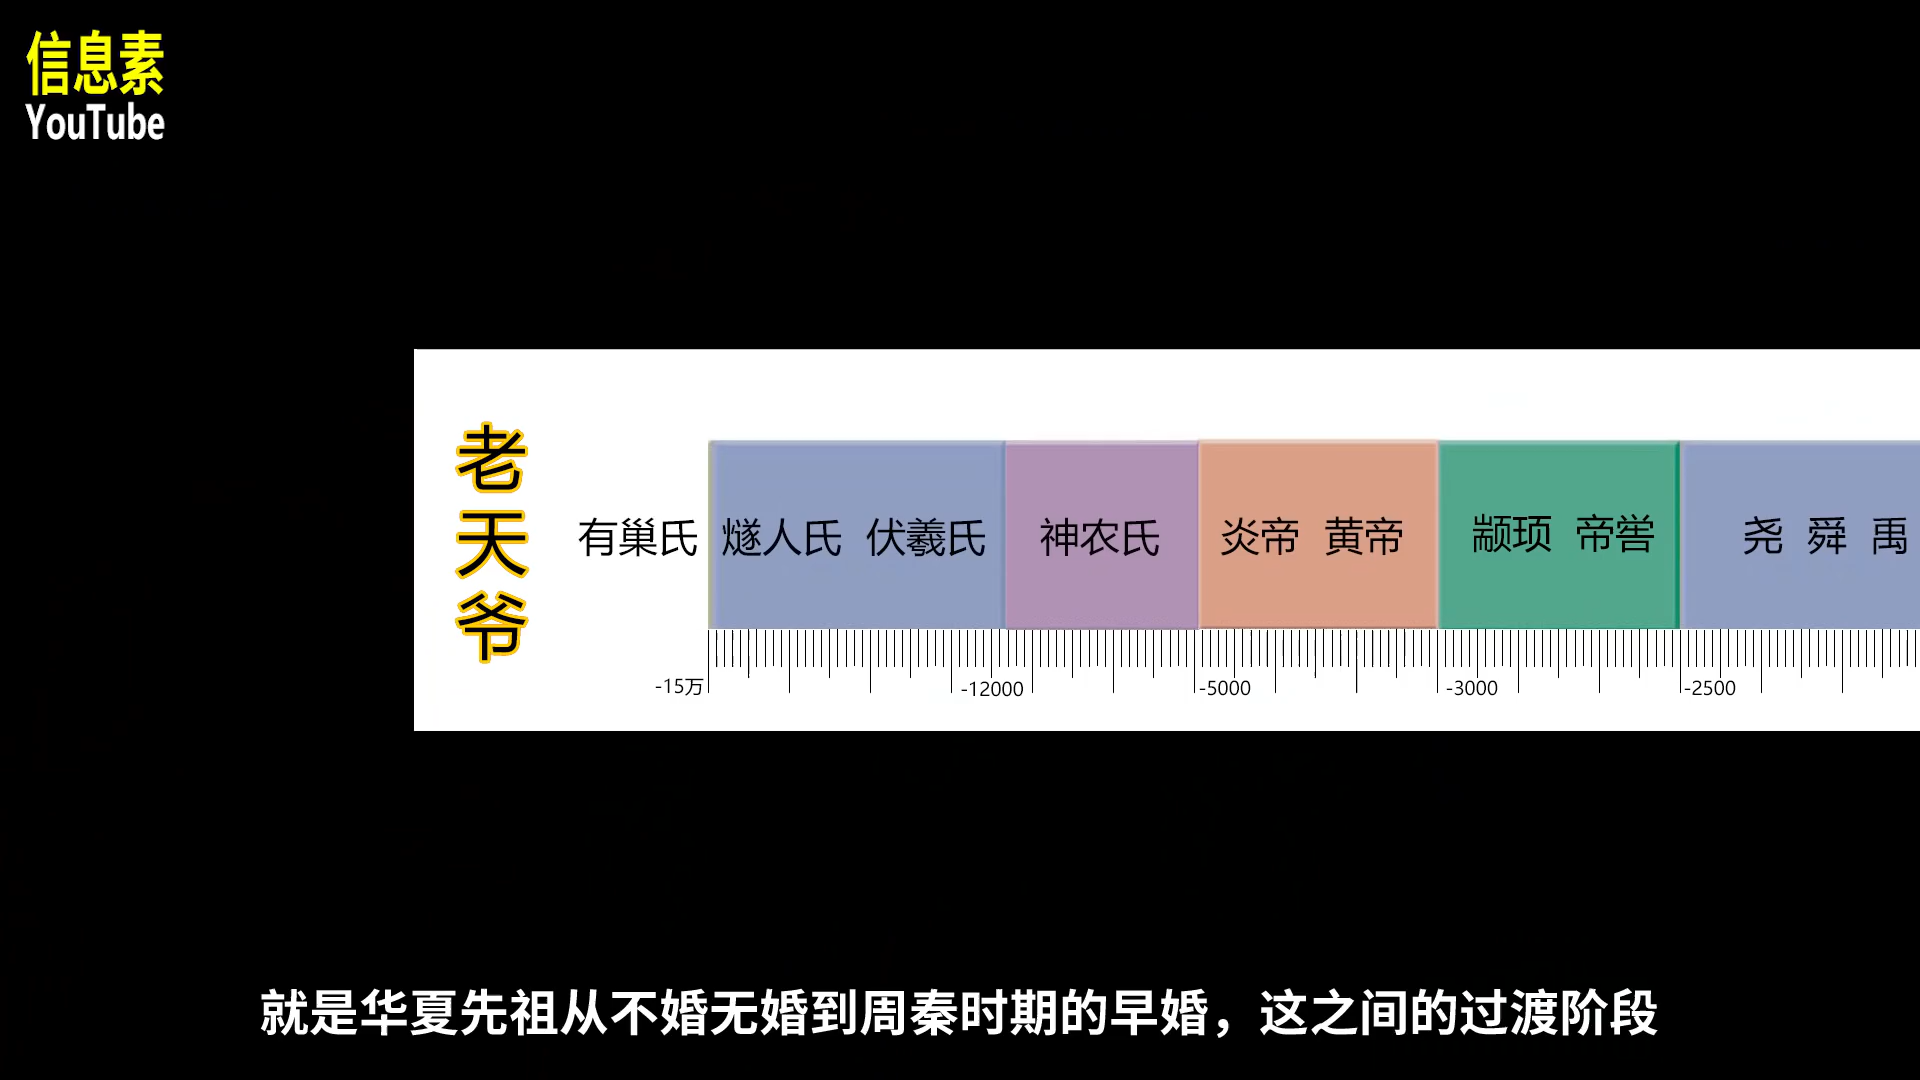 信息素
YouTube
老天爷
有巢氏 燧人氏 伏羲氏 神农氏 炎帝 黄帝 颛顼 帝喾 尧 舜 禹
-15万 -12000 -5000 -3000 -2500
就是华夏先祖从不婚无婚到周秦时期的早婚，这之间的过渡阶段